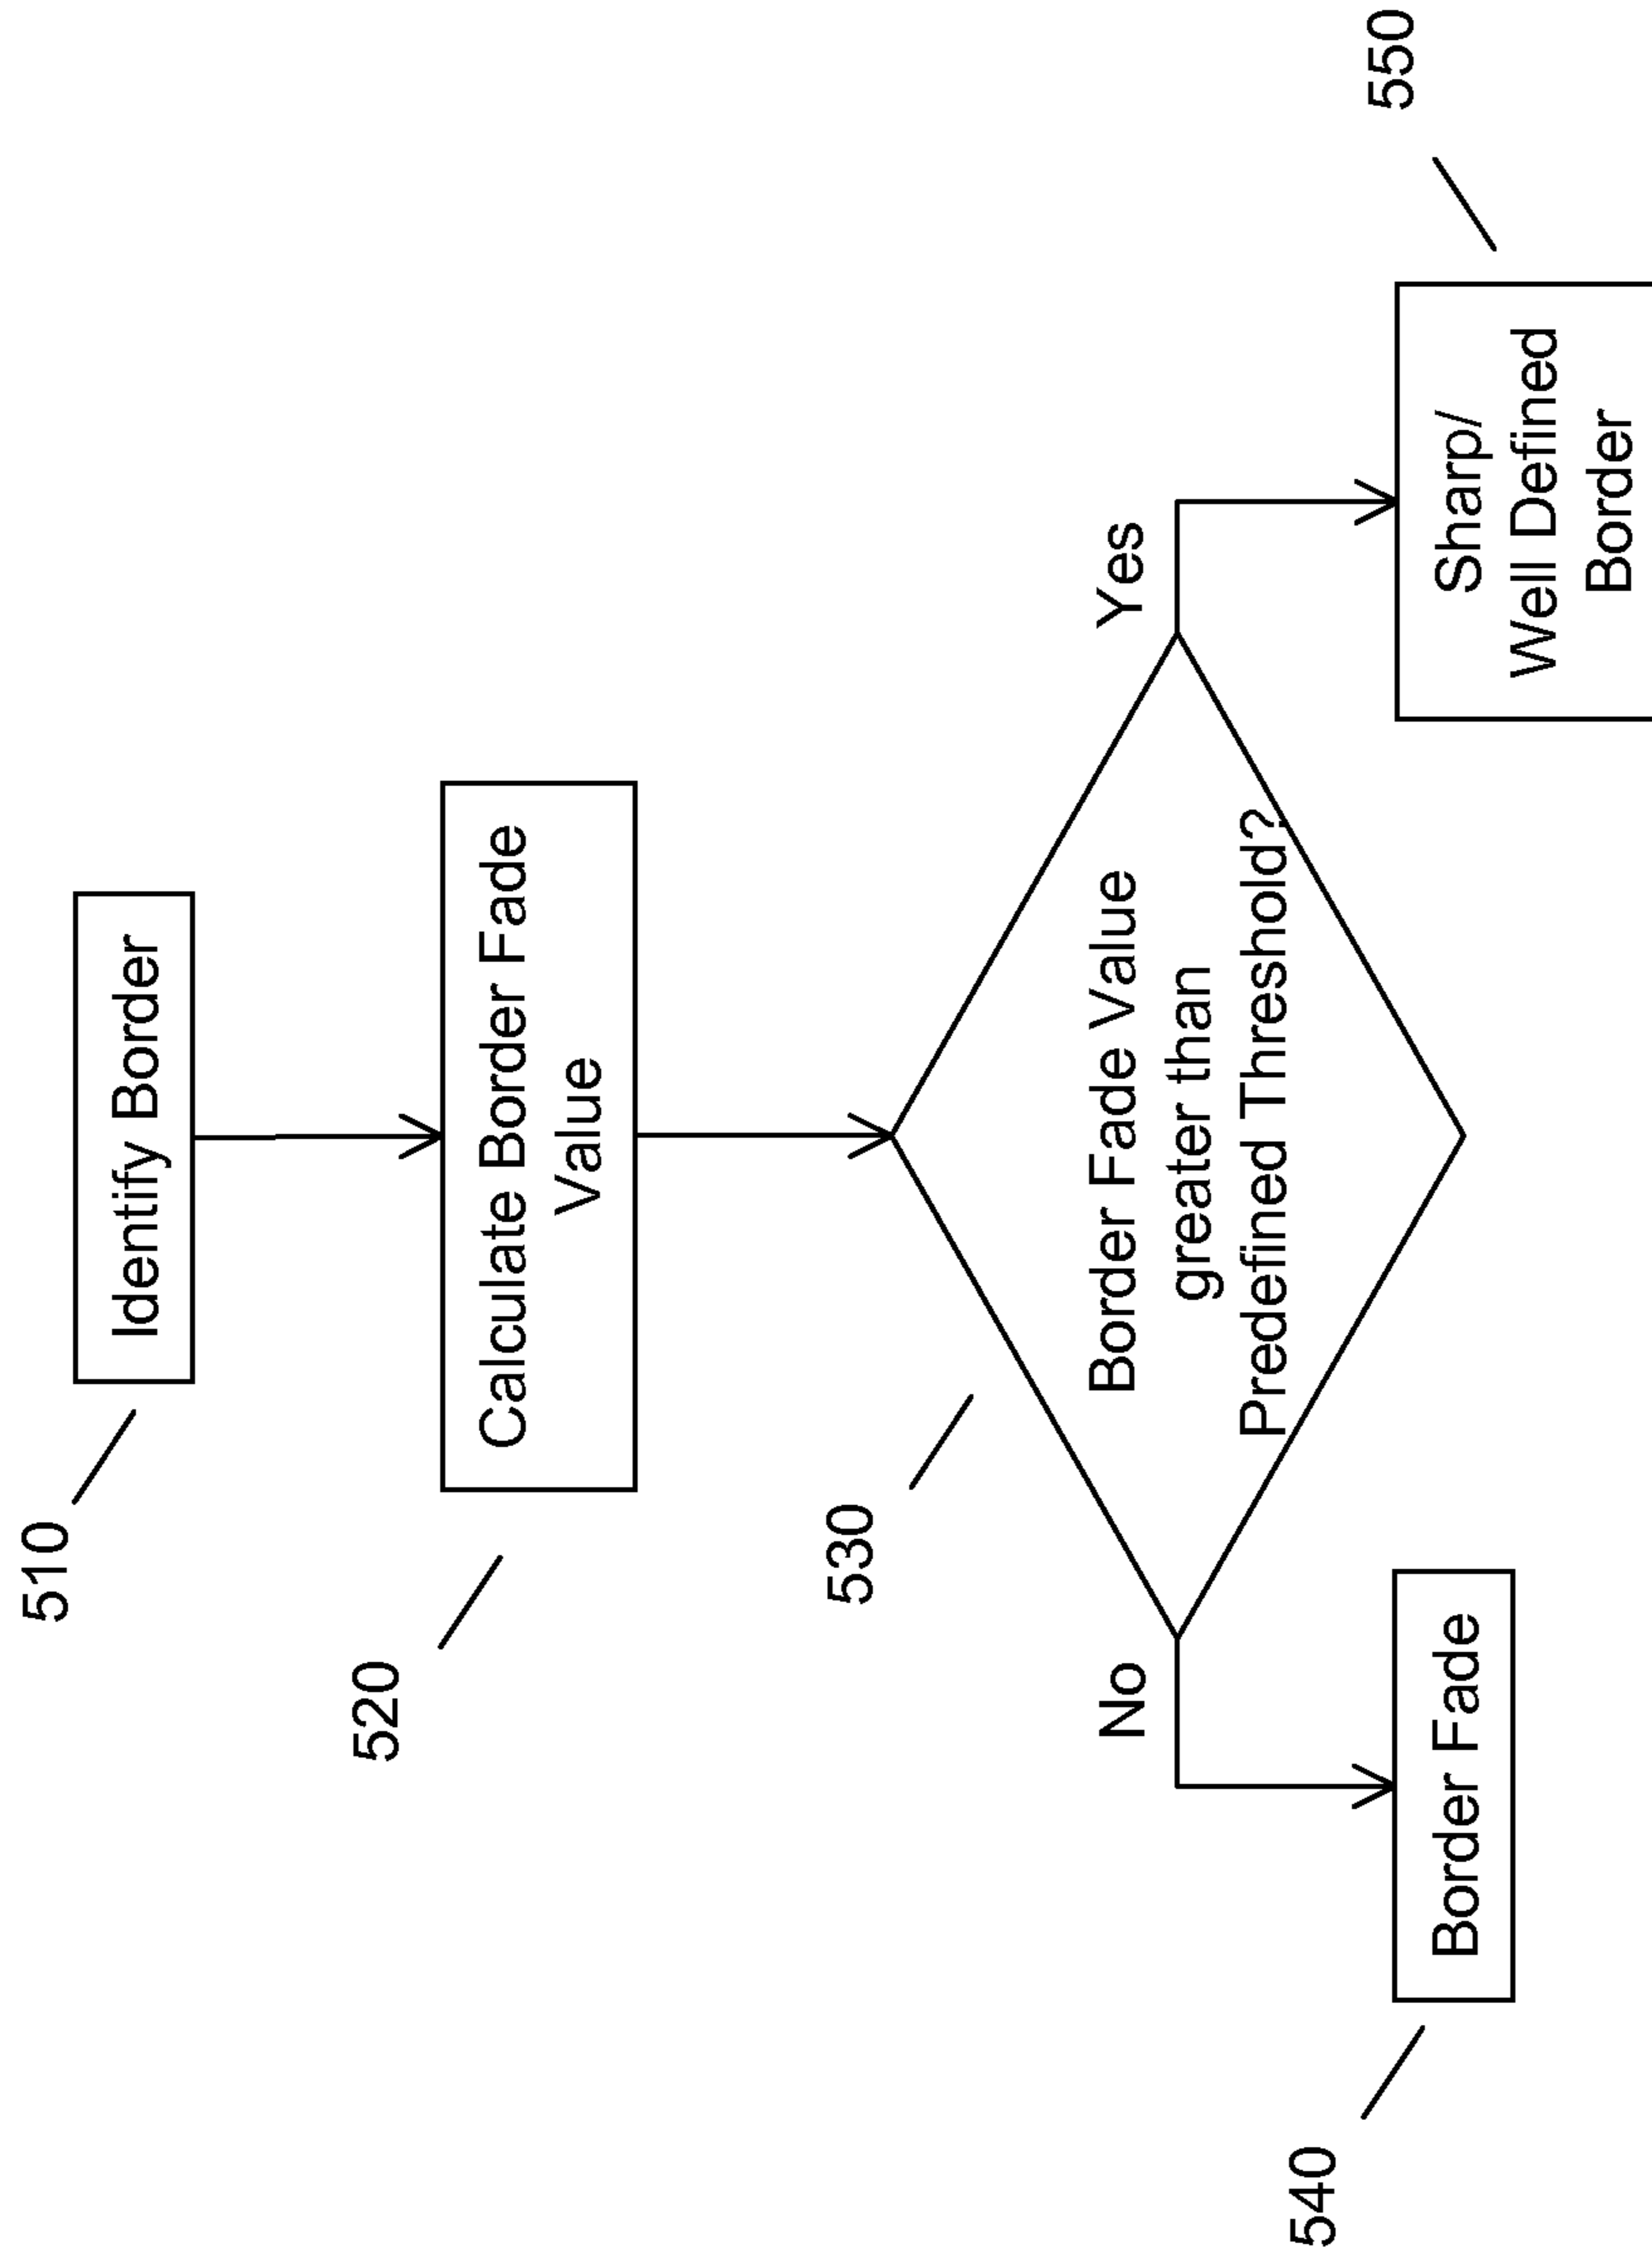 510
Identify Border
520
Calculate Border Fade
Value
530
Border Fade Value
greater than
Predefined Threshold?
No
Yes
540
Border Fade
550
Sharp/
Well Defined
Border